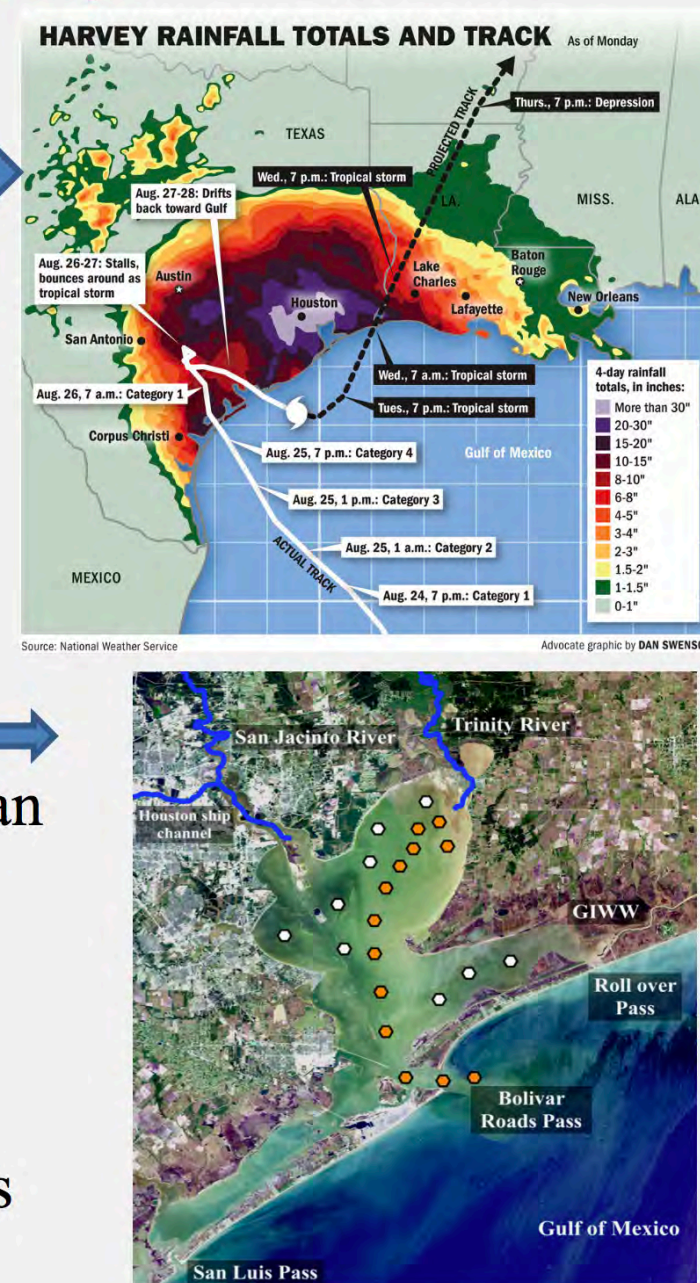 HARVEY RAINFALL TOTALS AND TRACK As of Monday
Thurs., 7 p.m.: Depression
PROJECTED TRACK
TEXAS
Wed., 7 p.m.: Tropical storm
Aug. 27-28: Drifts
back toward Gulf
LA.
MISS.
ALA
Aug. 26-27: Stalls,
bounces around as
tropical storm
Austin
Houston
Lake
Charles
Baton
Rouge
Lafayette
New Orleans
San Antonio
Wed., 7 a.m.: Tropical storm
Aug. 26, 7 a.m.: Category 1
Tues., 7 p.m.: Tropical storm
Corpus Christi
Aug. 25, 7 p.m.: Category 4
Gulf of Mexico
Aug. 25, 1 p.m.: Category 3
ACTUAL TRACK
Aug. 25, 1 a.m.: Category 2
MEXICO
Aug. 24, 7 p.m.: Category 1
4-day rainfall
totals, in inches:
More than 30"
20-30"
15-20"
10-15"
8-10"
6-8"
4-5"
3-4"
2-3"
1.5-2"
1-1.5"
0-1"
Source: National Weather Service
Advocate graphic by DAN SWENSO
an
s
San Jacinto River
Trinity River
Houston ship
channel
GIWW
Roll over
Pass
Bolivar
Roads Pass
Gulf of Mexico
San Luis Pass